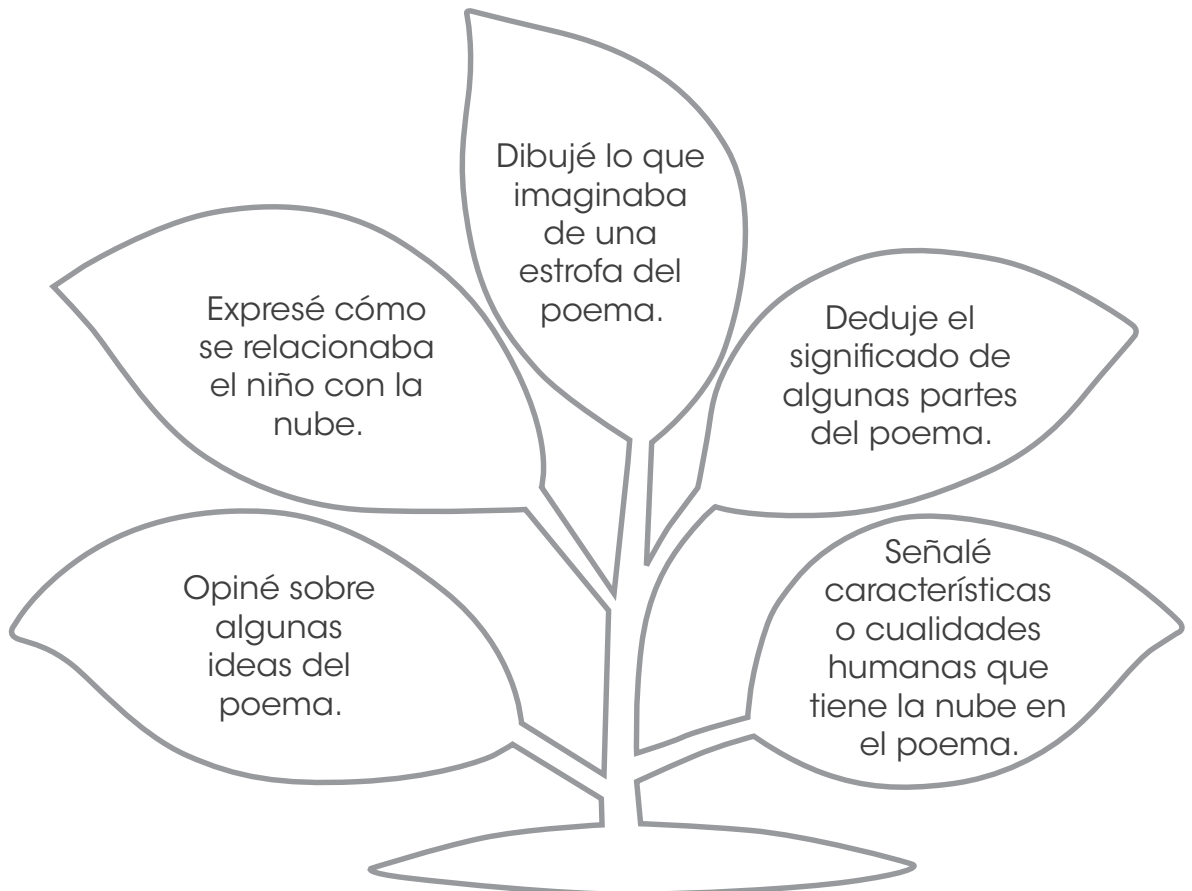 Dibujé lo que
imaginaba
de una
estrofa del
poema.
Expresé cómo
se relacionaba
el niño con la
nube.
Deduje el
significado de
algunas partes
del poema.
Opiné sobre
algunas
ideas del
poema.
Señalé
características
o cualidades
humanas que
tiene la nube en
el poema.